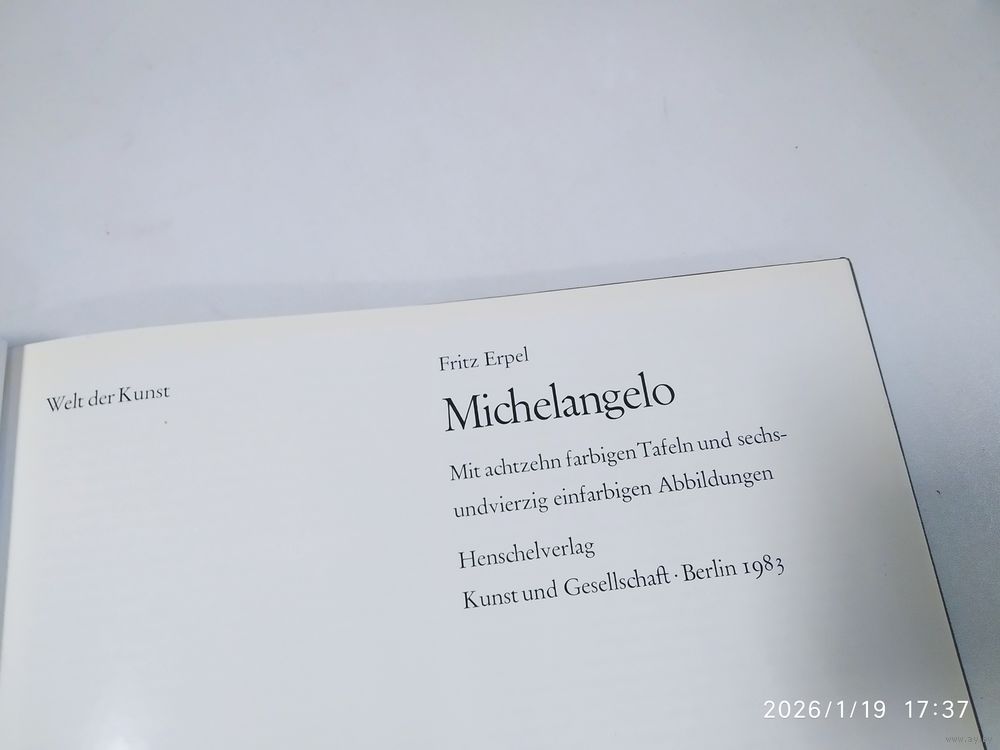 Welt der Kunst
Fritz Erpel
Michelangelo
Mit achtzehn farbigen Tafeln und sechs-
undvierzig einfarbigen Abbildungen
Henschelverlag
Kunst und Gesellschaft · Berlin 1983
2026/1/19 17:37